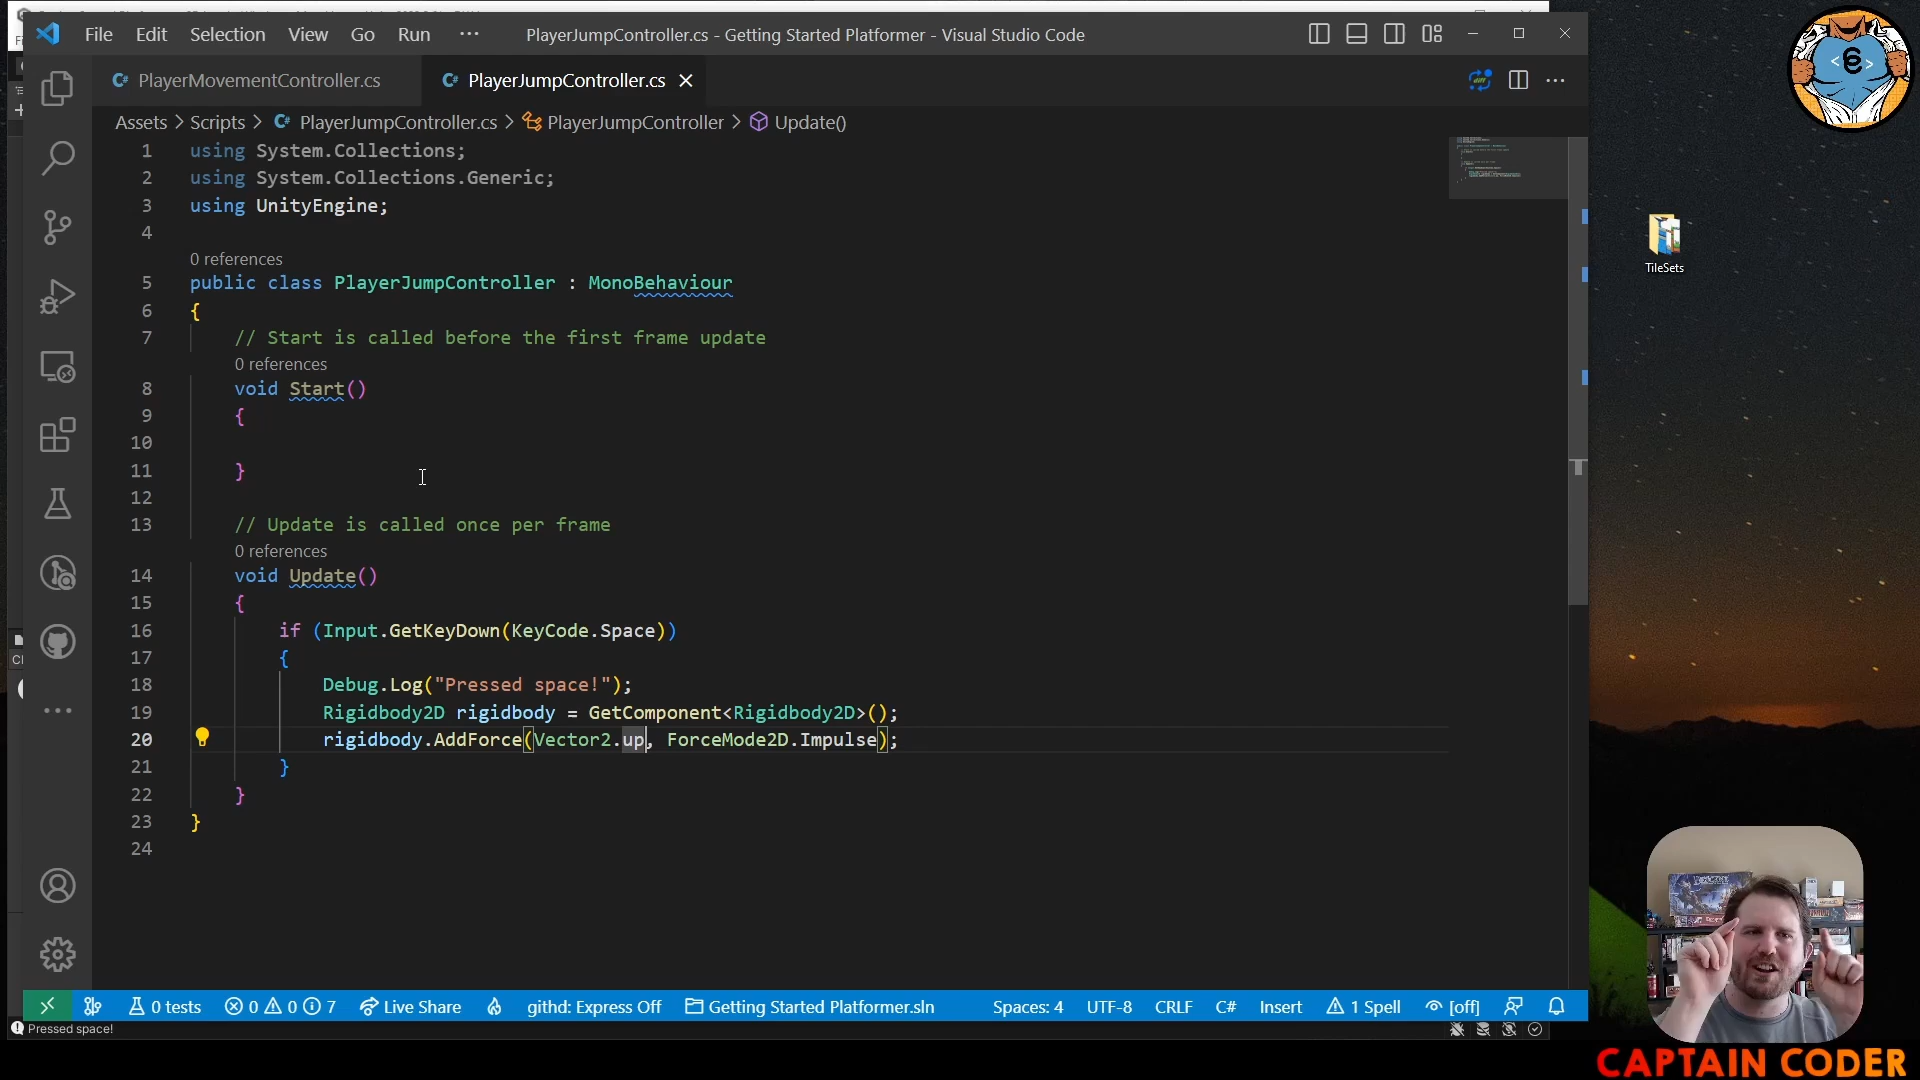 File Edit Selection View Go Run ···
PlayerJumpController.cs - Getting Started Platformer - Visual Studio Code
PlayerMovementController.cs
PlayerJumpController.cs
Assets > Scripts > PlayerJumpController.cs > PlayerJumpController > Update()
1 using System.Collections;
2 using System.Collections.Generic;
3 using UnityEngine;
4
0 references
5 public class PlayerJumpController : MonoBehaviour
6 {
7 // Start is called before the first frame update
0 references
8 void Start()
9 {
10
11 }
12
13 // Update is called once per frame
0 references
14 void Update()
15 {
16 if (Input.GetKeyDown(KeyCode.Space))
17 {
18 Debug.Log("Pressed space!");
19 Rigidbody2D rigidbody = GetComponent<Rigidbody2D>();
20 rigidbody.AddForce(Vector2.up, ForceMode2D.Impulse);
21 }
22 }
23 }
24
0 tests 0 0 7 Live Share githd: Express Off Getting Started Platformer.sln Spaces: 4 UTF-8 CRLF C# Insert 1 Spell [off]
Pressed space!
TileSets
CAPTAIN CODER